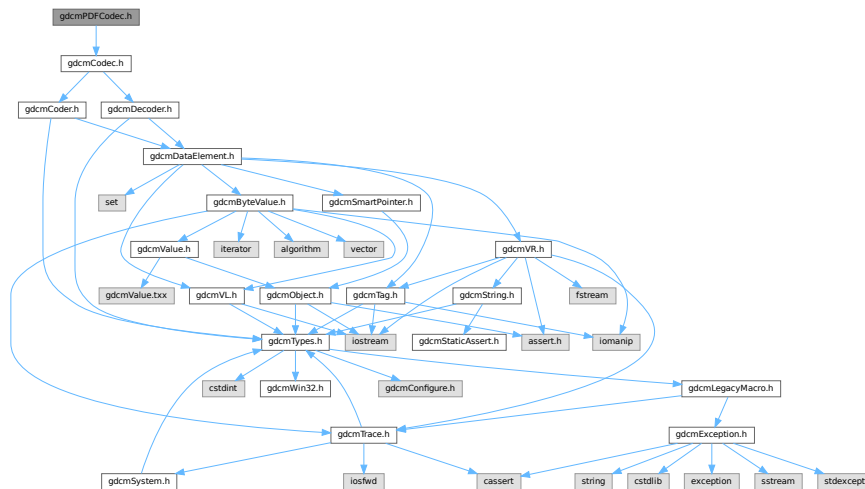 gdcmPDFCodec.h
gdcmCodec.h
gdcmCoder.h
gdcmDecoder.h
gdcmDataElement.h
set
gdcmByteValue.h
gdcmSmartPointer.h
gdcmValue.h
iterator
algorithm
vector
gdcmVR.h
gdcmValue.txx
gdcmVL.h
gdcmObject.h
gdcmTag.h
gdcmString.h
fstream
gdcmTypes.h
iostream
gdcmStaticAssert.h
assert.h
iomanip
cstdint
gdcmWin32.h
gdcmConfigure.h
gdcmLegacyMacro.h
gdcmTrace.h
gdcmException.h
gdcmSystem.h
iosfwd
cassert
string
cstdlib
exception
sstream